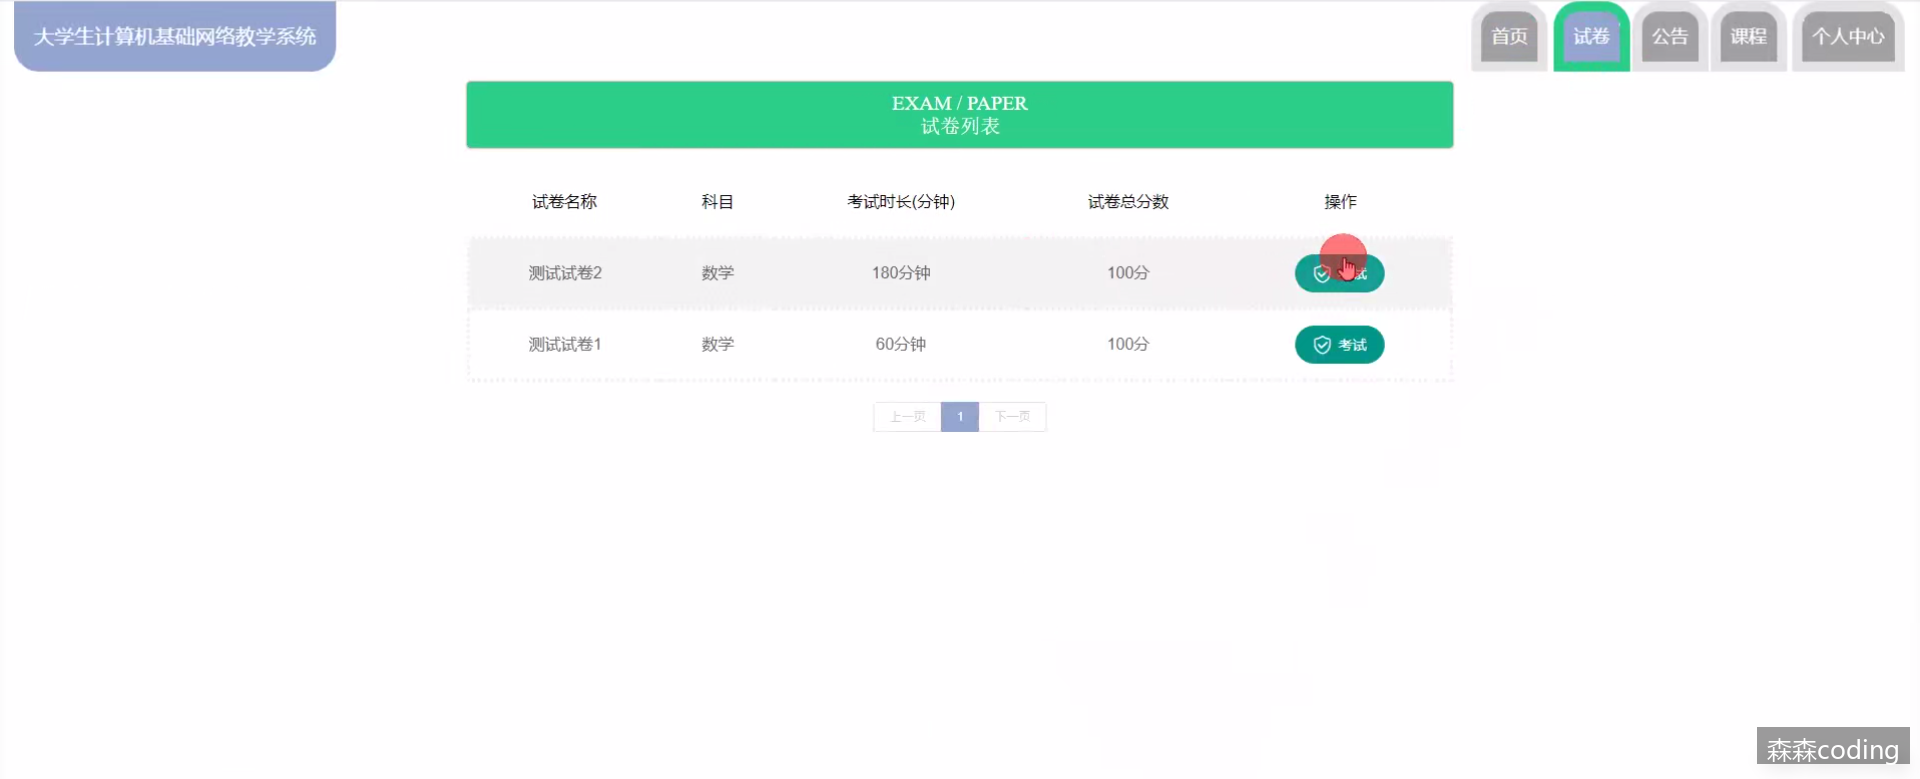 大学生计算机基础网络教学系统
首页 试卷 公告 课程 个人中心
EXAM / PAPER
试卷列表
试卷名称 科目 考试时长(分钟) 试卷总分数 操作
测试试卷2 数学 180分钟 100分
测试试卷1 数学 60分钟 100分 考试
上一页 1 下一页
森森coding